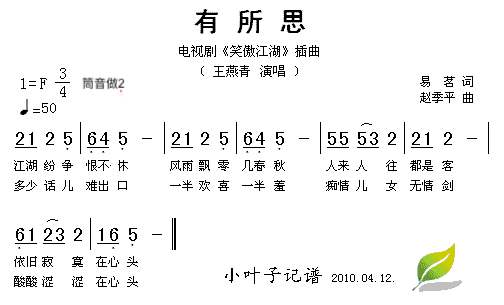 有所思
电视剧《笑傲江湖》插曲
（ 王燕青 演唱 ）
1=F 3/4 筒音做2
♩=50
易 茗 词
赵季平 曲
21 2 5 | 64 5 － | 21 2 5 | 64 5 － | 55 53 2 | 21 2 － |
江湖 纷 争 恨不 休 风雨 飘 零 几春 秋 人来 人 往 都是 客
多少 话 儿 难出 口 一半 欢 喜 一半 羞 痴情 儿 女 无情 剑
61 23 2 | 16 5 － ‖
依旧 寂 寞 在心 头
酸酸 涩 涩 在心 头
小叶子记谱 2010.04.12.